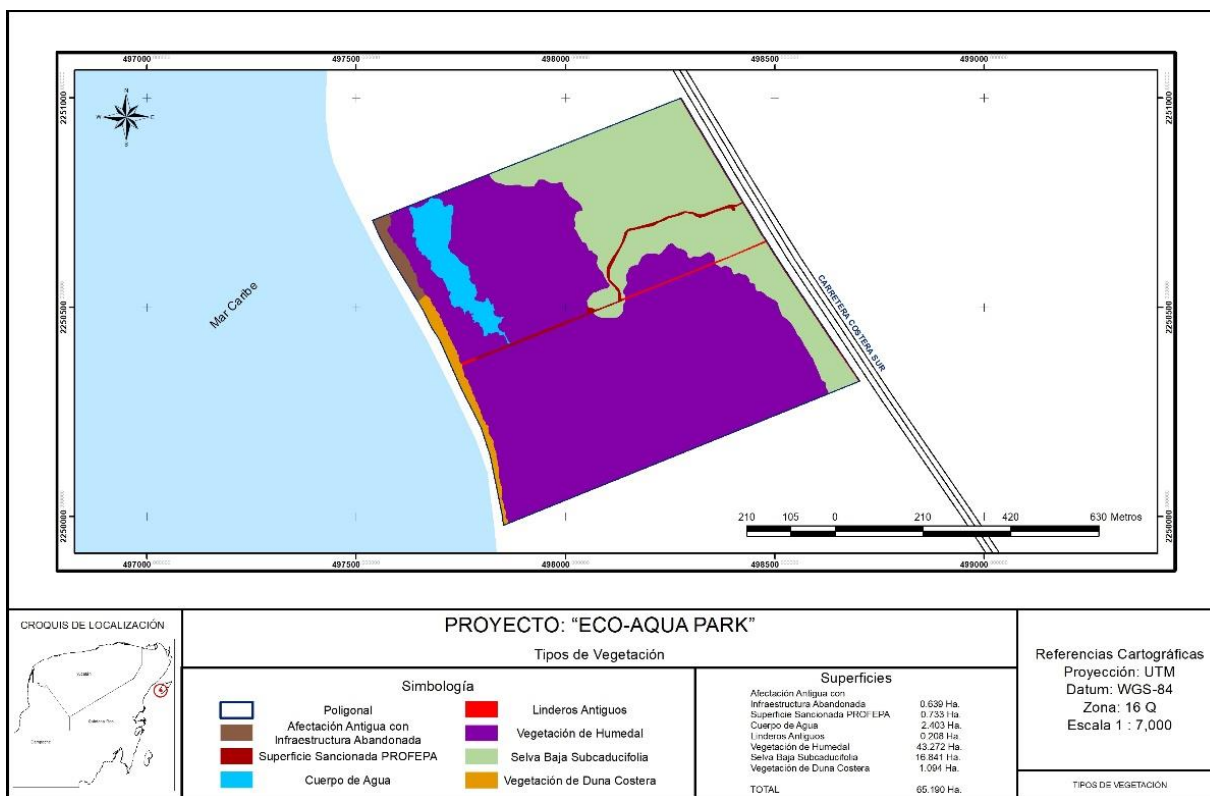 497000
497500
498000
498500
499000
2251000
2251000
N
W
E
S
Mar Caribe
CARRETERA COSTERA SUR
2250500
2250500
210 105 0 210 420 630 Metros
2250000
2250000
497000
497500
498000
498500
499000
CROQUIS DE LOCALIZACIÓN
PROYECTO: "ECO-AQUA PARK"
Tipos de Vegetación
Simbología
Poligonal
Afectación Antigua con
Infraestructura Abandonada
Superficie Sancionada PROFEPA
Cuerpo de Agua
Linderos Antiguos
Vegetación de Humedal
Selva Baja Subcaducifolia
Vegetación de Duna Costera
Superficies
Afectación Antigua con
Infraestructura Abandonada 0.639 Ha.
Superficie Sancionada PROFEPA 0.733 Ha.
Cuerpo de Agua 2.403 Ha.
Linderos Antiguos 0.208 Ha.
Vegetación de Humedal 43.272 Ha.
Selva Baja Subcaducifolia 16.841 Ha.
Vegetación de Duna Costera 1.094 Ha.
TOTAL 65.190 Ha.
Referencias Cartográficas
Proyección: UTM
Datum: WGS-84
Zona: 16 Q
Escala 1 : 7,000
TIPOS DE VEGETACION